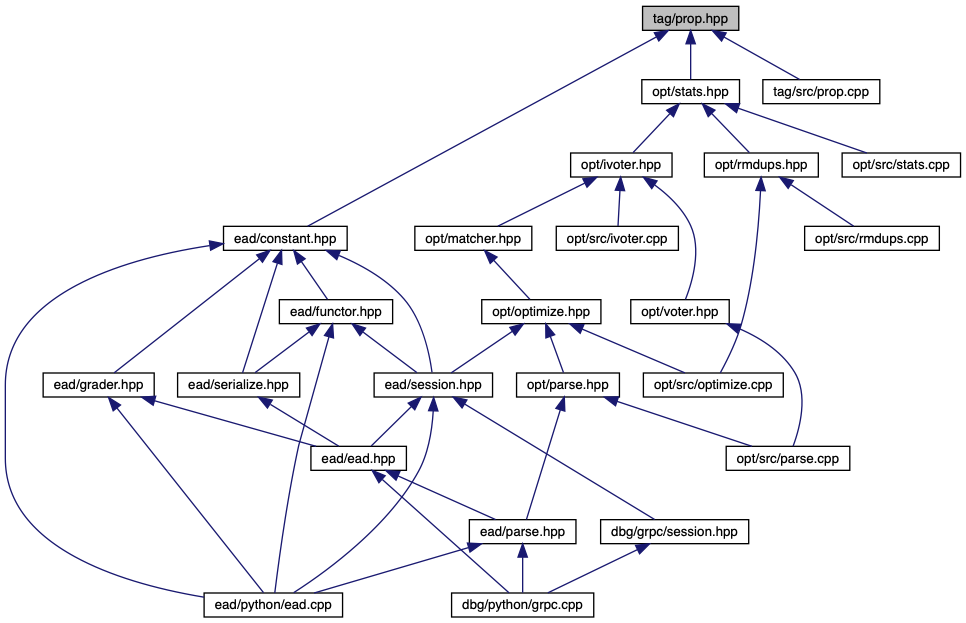 tag/prop.hpp
opt/stats.hpp
tag/src/prop.cpp
opt/ivoter.hpp
opt/rmdups.hpp
opt/src/stats.cpp
ead/constant.hpp
opt/matcher.hpp
opt/src/ivoter.cpp
opt/src/rmdups.cpp
ead/functor.hpp
opt/optimize.hpp
opt/voter.hpp
ead/grader.hpp
ead/serialize.hpp
ead/session.hpp
opt/parse.hpp
opt/src/optimize.cpp
ead/ead.hpp
opt/src/parse.cpp
ead/parse.hpp
dbg/grpc/session.hpp
ead/python/ead.cpp
dbg/python/grpc.cpp